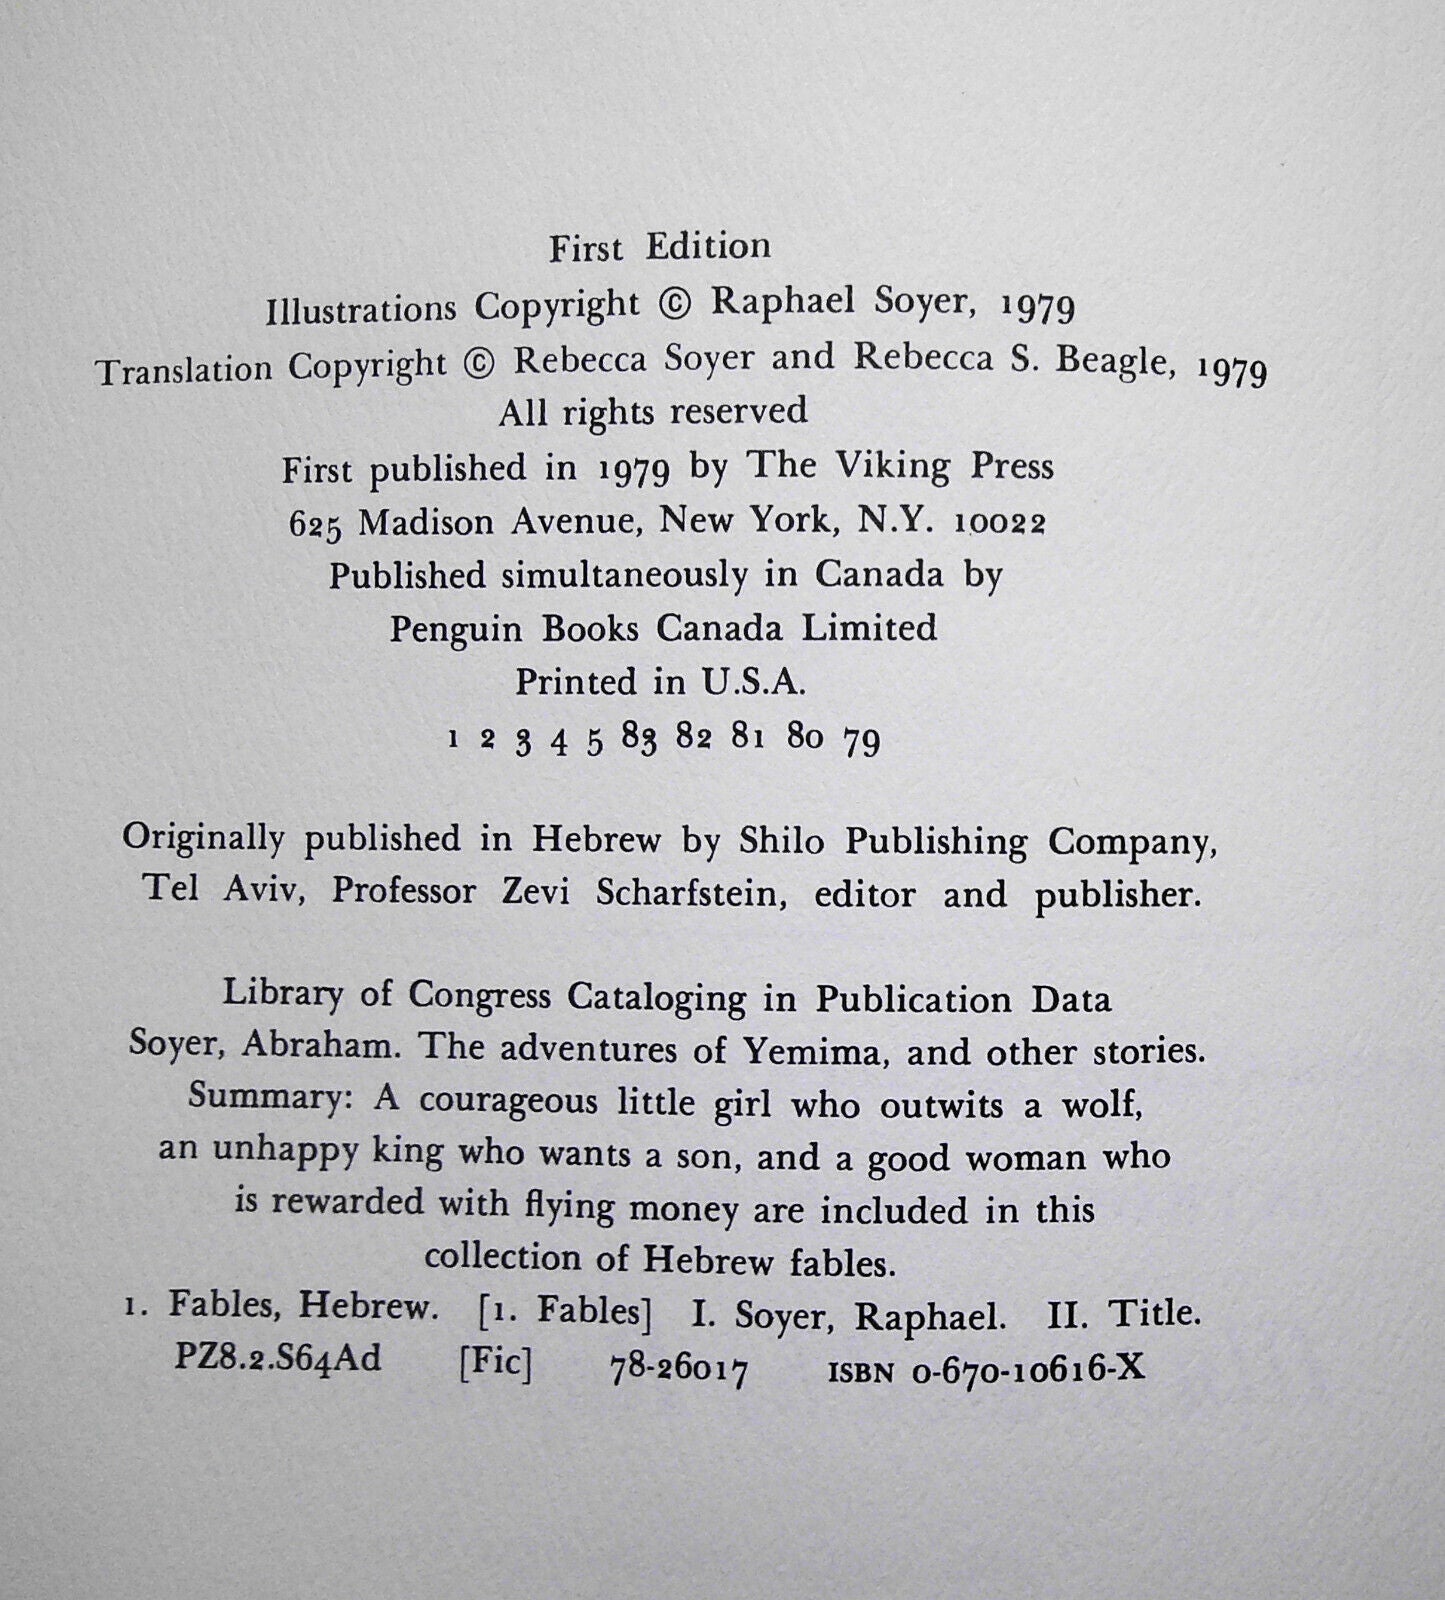 First Edition
Illustrations Copyright © Raphael Soyer, 1979
Translation Copyright © Rebecca Soyer and Rebecca S. Beagle, 1979
All rights reserved
First published in 1979 by The Viking Press
625 Madison Avenue, New York, N.Y. 10022
Published simultaneously in Canada by
Penguin Books Canada Limited
Printed in U.S.A.
1 2 3 4 5 83 82 81 80 79
Originally published in Hebrew by Shilo Publishing Company,
Tel Aviv, Professor Zevi Scharfstein, editor and publisher.
Library of Congress Cataloging in Publication Data
Soyer, Abraham. The adventures of Yemima, and other stories.
Summary: A courageous little girl who outwits a wolf,
an unhappy king who wants a son, and a good woman who
is rewarded with flying money are included in this
collection of Hebrew fables.
1. Fables, Hebrew. [1. Fables] I. Soyer, Raphael. II. Title.
PZ8.2.S64Ad [Fic] 78-26017 ISBN 0-670-10616-X